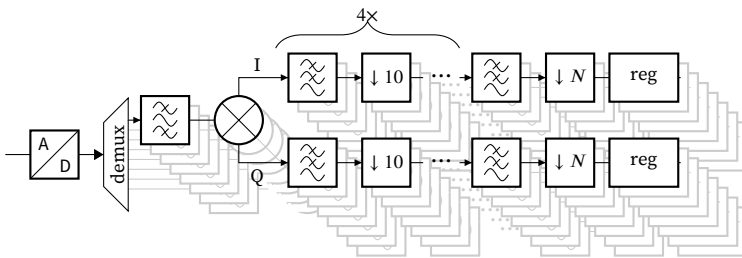 4×
I
↓ 10
···
↓ N
reg
A
D
demux
Q
↓ 10
···
↓ N
reg